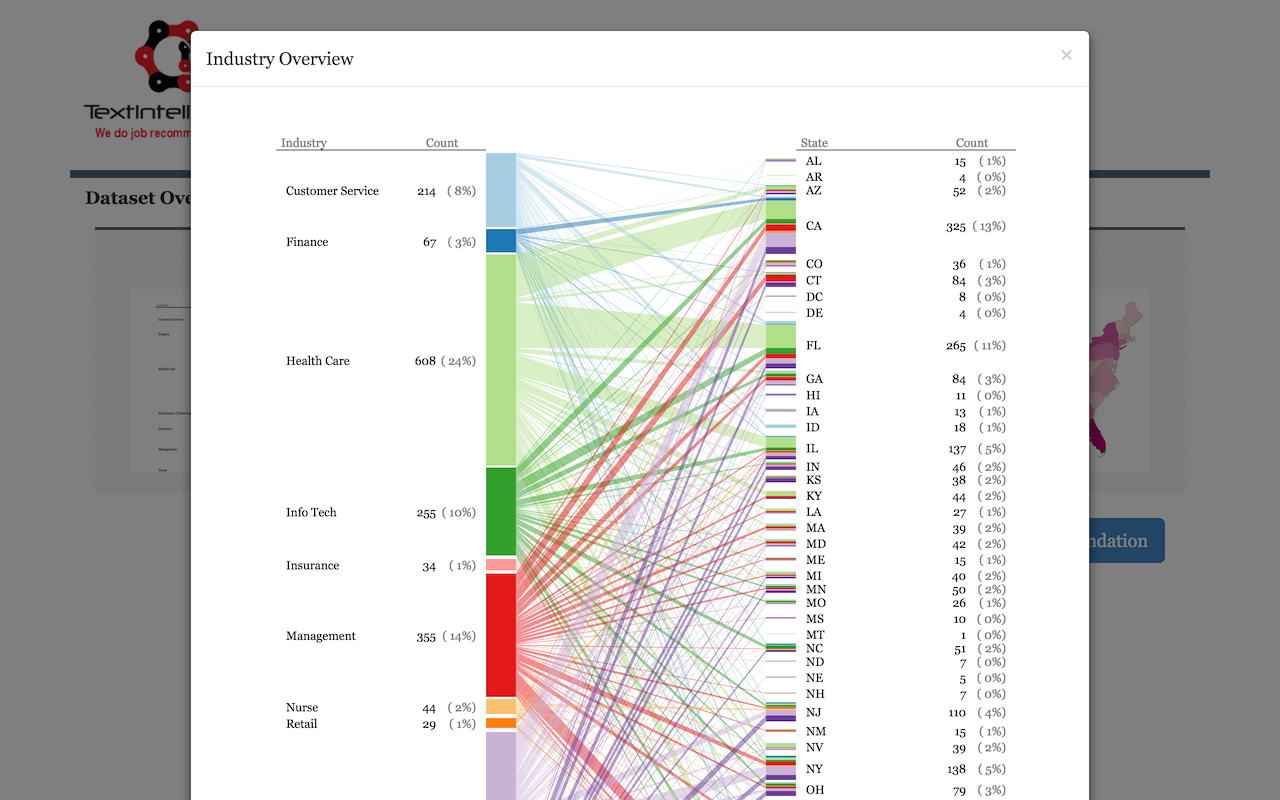 TextIntell
We do job recomm
Industry Overview
×
Dataset Ove
Industry Count
Customer Service 214 ( 8%)
Finance 67 ( 3%)
Health Care 608 ( 24%)
Info Tech 255 ( 10%)
Insurance 34 ( 1%)
Management 355 ( 14%)
Nurse 44 ( 2%)
Retail 29 ( 1%)
State Count
AL 15 ( 1%)
AR 4 ( 0%)
AZ 52 ( 2%)
CA 325 ( 13%)
CO 36 ( 1%)
CT 84 ( 3%)
DC 8 ( 0%)
DE 4 ( 0%)
FL 265 ( 11%)
GA 84 ( 3%)
HI 11 ( 0%)
IA 13 ( 1%)
ID 18 ( 1%)
IL 137 ( 5%)
IN 46 ( 2%)
KS 38 ( 2%)
KY 44 ( 2%)
LA 27 ( 1%)
MA 39 ( 2%)
MD 42 ( 2%)
ME 15 ( 1%)
MI 40 ( 2%)
MN 50 ( 2%)
MO 26 ( 1%)
MS 10 ( 0%)
MT 1 ( 0%)
NC 51 ( 2%)
ND 7 ( 0%)
NE 5 ( 0%)
NH 7 ( 0%)
NJ 110 ( 4%)
NM 15 ( 1%)
NV 39 ( 2%)
NY 138 ( 5%)
OH 79 ( 3%)
ndation